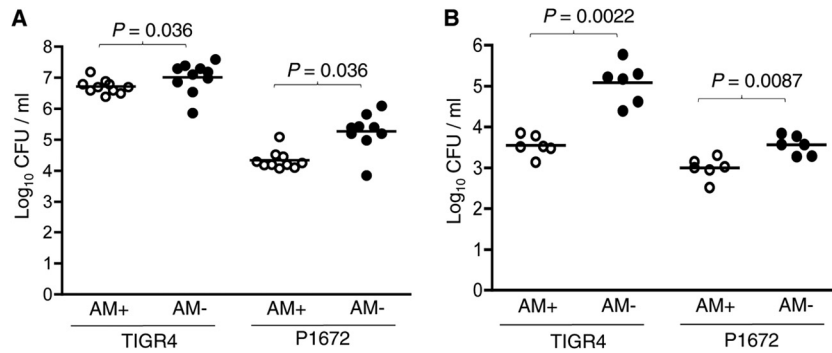 A
P = 0.036
P = 0.036
Log10 CFU / ml
8
7
6
5
4
3
2
1
0
AM+ AM- AM+ AM-
TIGR4 P1672
B
P = 0.0022
P = 0.0087
Log10 CFU / ml
6
5
4
3
2
1
0
AM+ AM- AM+ AM-
TIGR4 P1672